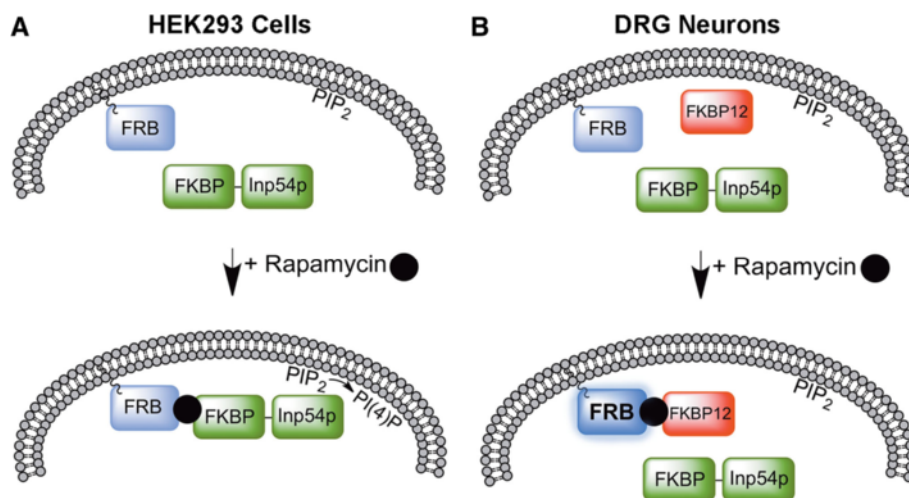 A HEK293 Cells
PIP2
FRB
FKBP Inp54p
+ Rapamycin
PIP2
PI(4)P
FRB FKBP Inp54p
B DRG Neurons
PIP2
FKBP12
FRB
FKBP Inp54p
+ Rapamycin
PIP2
FRB FKBP12
FKBP Inp54p